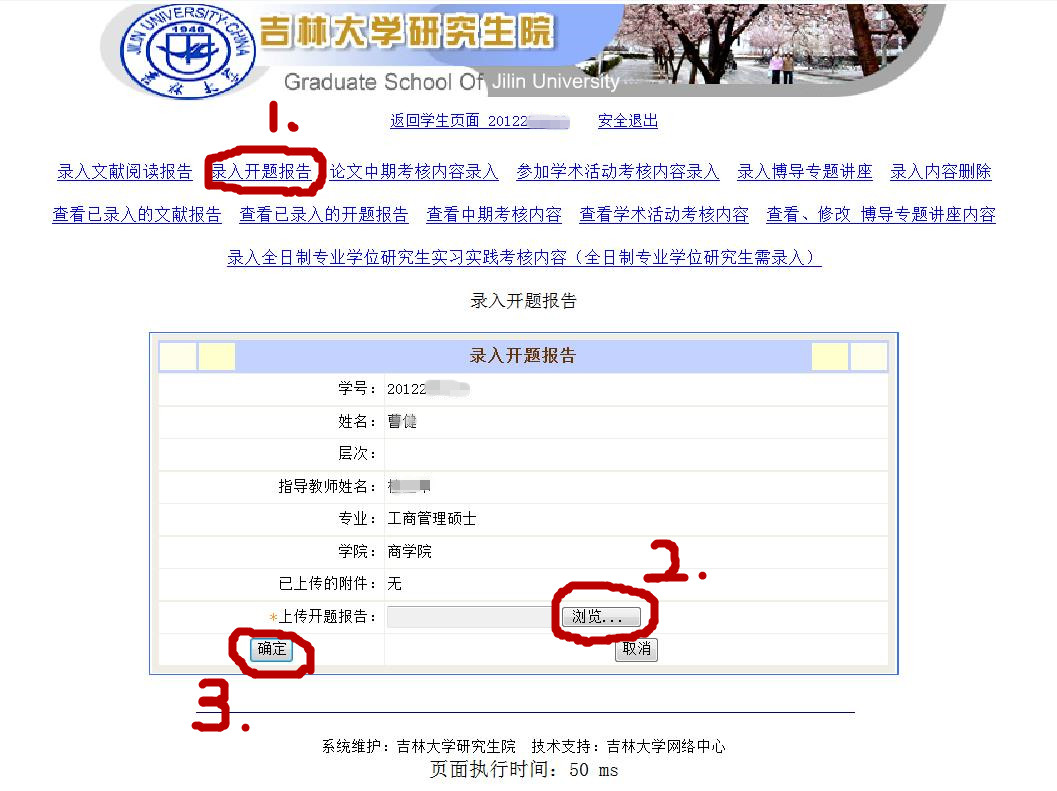 JILIN UNIVERSITY, CHINA
1946
吉林大学
吉林大学研究生院
Graduate School Of Jilin University
1.
返回学生页面 20122 安全退出
录入文献阅读报告 录入开题报告 论文中期考核内容录入 参加学术活动考核内容录入 录入博导专题讲座 录入内容删除
查看已录入的文献报告 查看已录入的开题报告 查看中期考核内容 查看学术活动考核内容 查看、修改 博导专题讲座内容
录入全日制专业学位研究生实习实践考核内容（全日制专业学位研究生需录入）
录入开题报告
录入开题报告
学号： 20122
姓名： 曹健
层次：
指导教师姓名：
专业： 工商管理硕士
学院： 商学院
已上传的附件： 无
2.
*上传开题报告： 浏览...
确定 取消
3.
系统维护：吉林大学研究生院 技术支持：吉林大学网络中心
页面执行时间：50 ms